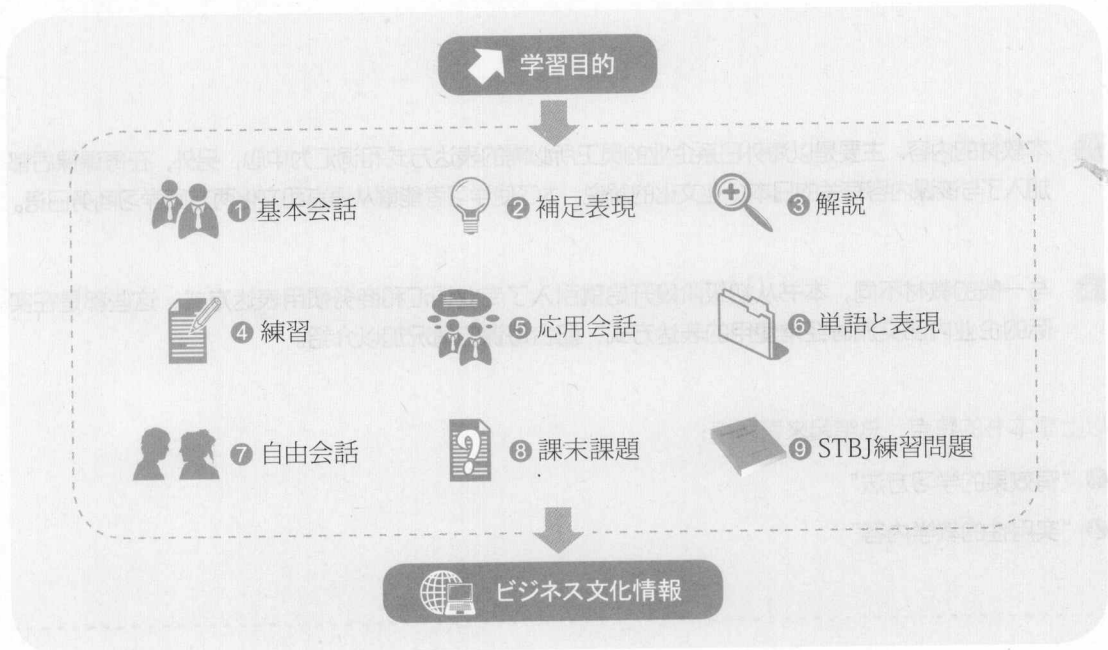 学習目的
❶ 基本会話
❷ 補足表現
❸ 解説
❹ 練習
❺ 応用会話
❻ 単語と表現
❼ 自由会話
❽ 課末課題
❾ STBJ練習問題
ビジネス文化情報